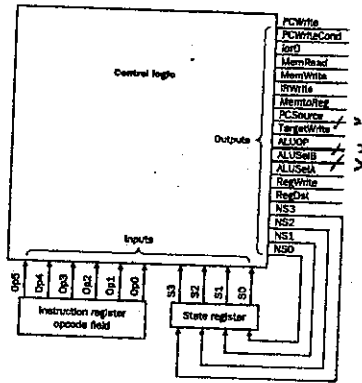 PCWrite
PCWriteCond
IorD
MemRead
MemWrite
IRWrite
MemtoReg
PCSource
TargetWrite
ALUOP
ALUSelB
ALUSelA
RegWrite
RegDst
NS3
NS2
NS1
NS0
Control logic
Outputs
Inputs
Op5
Op4
Op3
Op2
Op1
Op0
S3
S2
S1
S0
Instruction register
opcode field
State register